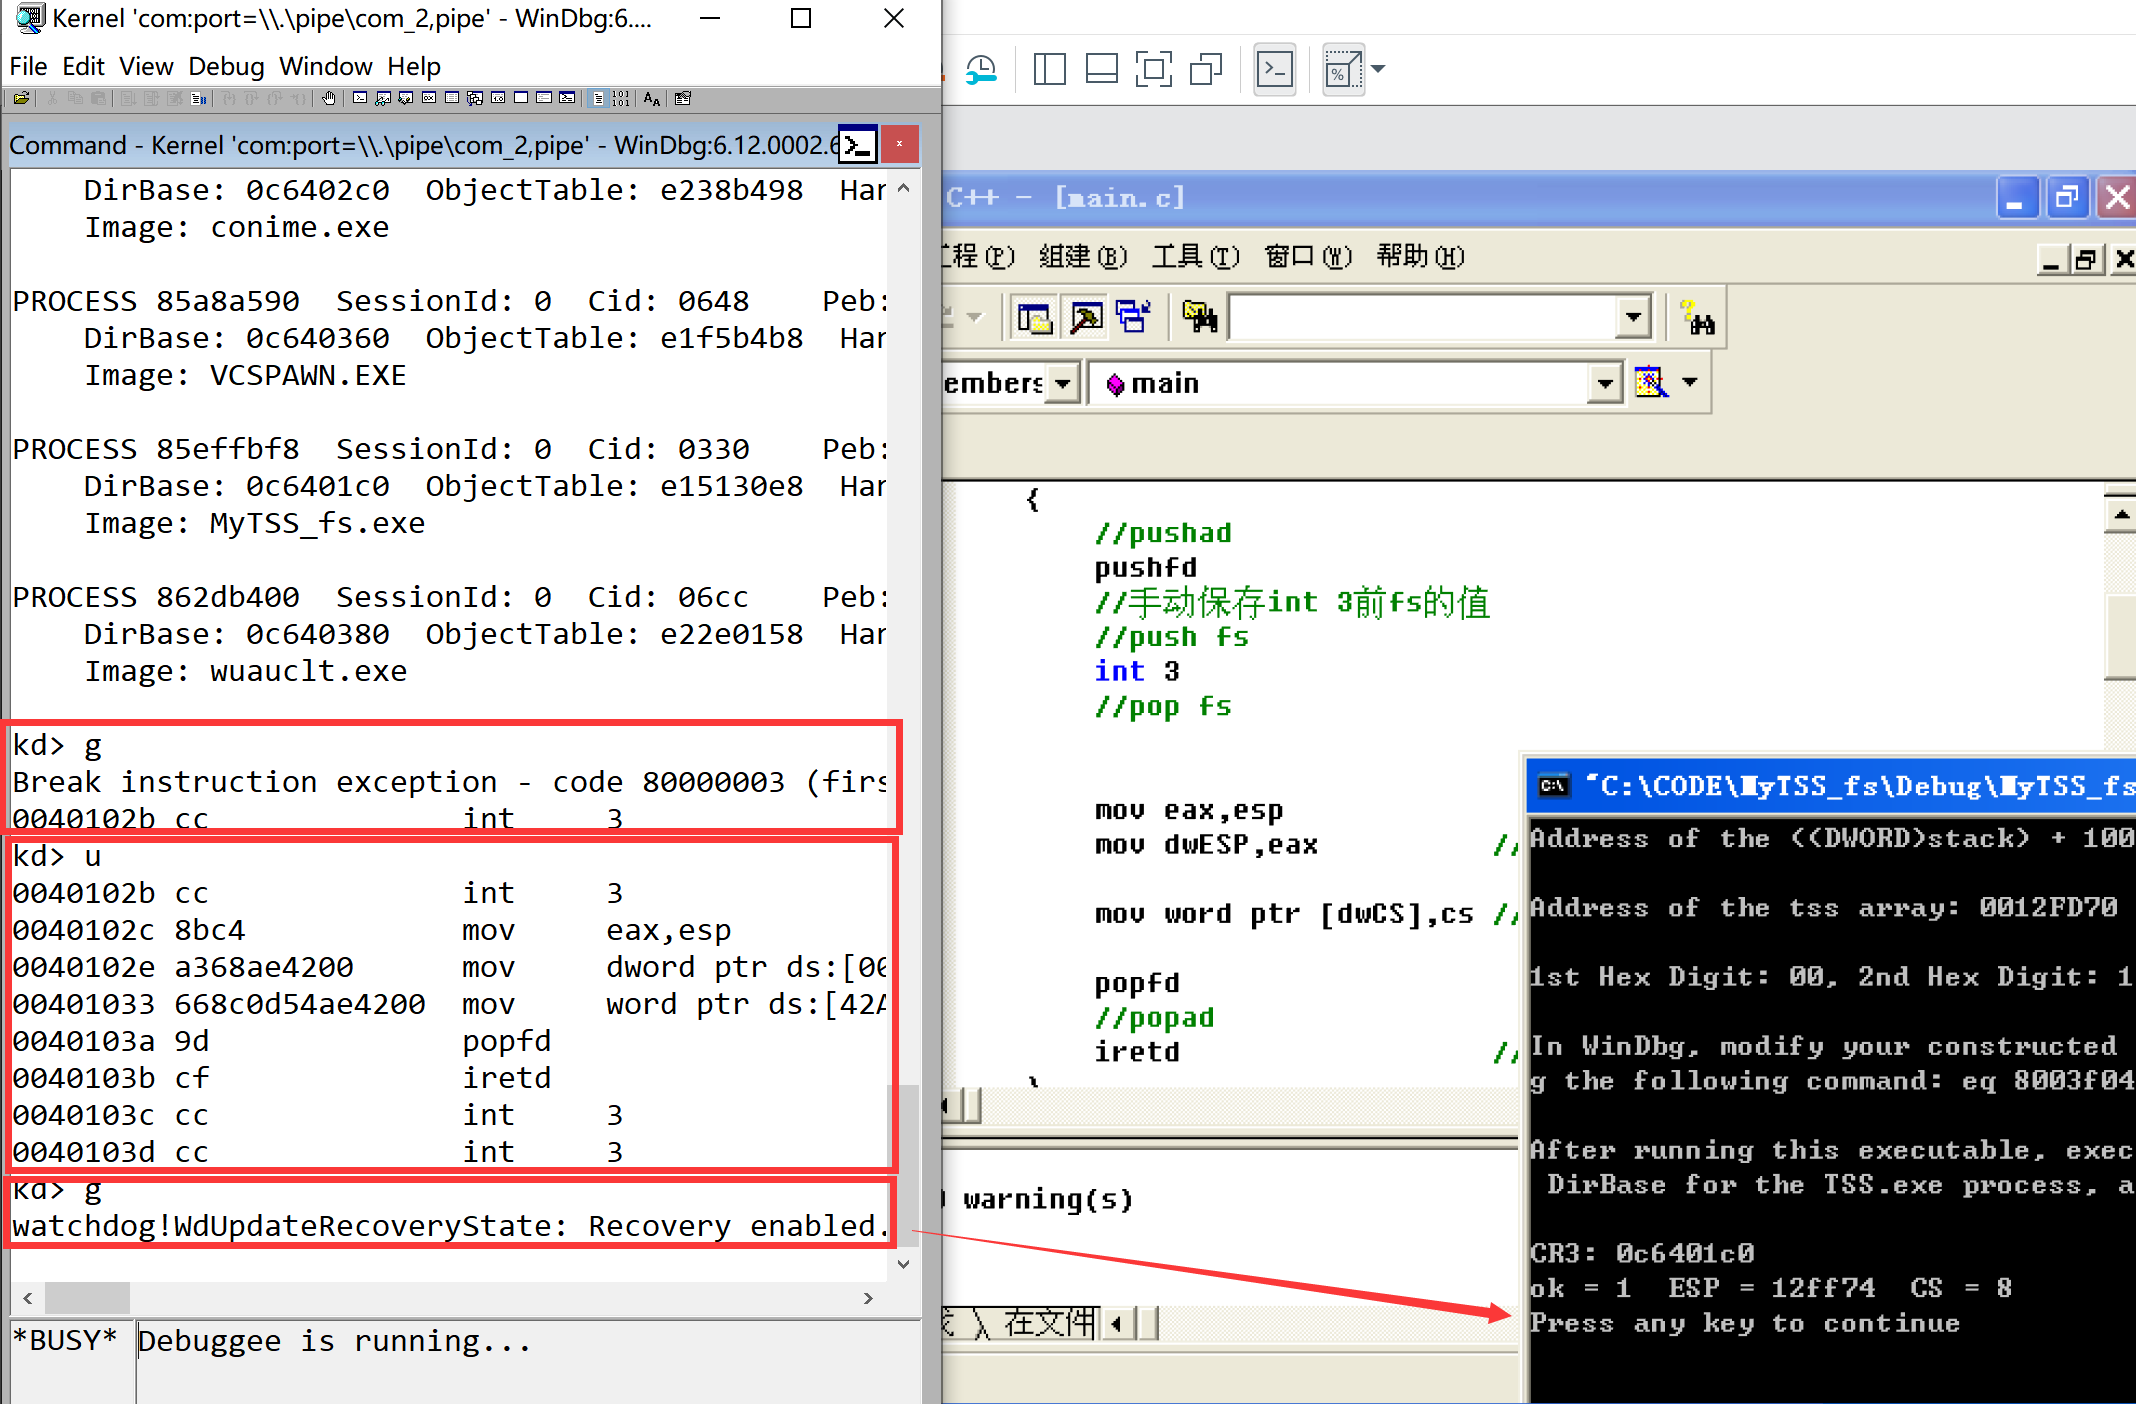 Kernel 'com:port=\\.\pipe\com_2,pipe' - WinDbg:6....
File Edit View Debug Window Help
Command - Kernel 'com:port=\\.\pipe\com_2,pipe' - WinDbg:6.12.0002.6
DirBase: 0c6402c0 ObjectTable: e238b498 Har
Image: conime.exe
PROCESS 85a8a590 SessionId: 0 Cid: 0648 Peb:
DirBase: 0c640360 ObjectTable: e1f5b4b8 Har
Image: VCSPAWN.EXE
PROCESS 85effbf8 SessionId: 0 Cid: 0330 Peb:
DirBase: 0c6401c0 ObjectTable: e15130e8 Har
Image: MyTSS_fs.exe
PROCESS 862db400 SessionId: 0 Cid: 06cc Peb:
DirBase: 0c640380 ObjectTable: e22e0158 Har
Image: wuauclt.exe
kd> g
Break instruction exception - code 80000003 (firs
0040102b cc int 3
kd> u
0040102b cc int 3
0040102c 8bc4 mov eax,esp
0040102e a368ae4200 mov dword ptr ds:[00
00401033 668c0d54ae4200 mov word ptr ds:[42A
0040103a 9d popfd
0040103b cf iretd
0040103c cc int 3
0040103d cc int 3
kd> g
watchdog!WdUpdateRecoveryState: Recovery enabled.
*BUSY* Debuggee is running...
C++ - [main.c]
工程(P) 组建(B) 工具(T) 窗口(W) 帮助(H)
embers main
{
//pushad
pushfd
//手动保存int 3前fs的值
//push fs
int 3
//pop fs
mov eax,esp
mov dwESP,eax //
mov word ptr [dwCS],cs //
popfd
//popad
iretd //
}
) warning(s)
在文件
"C:\CODE\MyTSS_fs\Debug\MyTSS_fs
Address of the ((DWORD)stack) + 100
Address of the tss array: 0012FD70
1st Hex Digit: 00, 2nd Hex Digit: 1
In WinDbg, modify your constructed
g the following command: eq 8003f04
After running this executable, exec
DirBase for the TSS.exe process, a
CR3: 0c6401c0
ok = 1 ESP = 12ff74 CS = 8
Press any key to continue